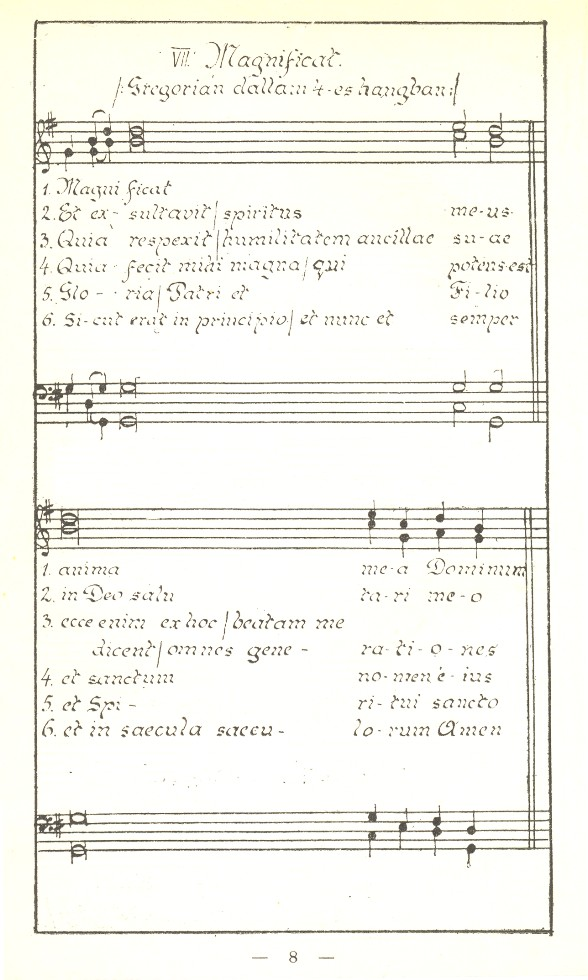 VII. Magnificat.
/:Gregorián dallam 4-es hangban:/
1. Magni ficat
2. Et ex- sultavit/spiritus me-us
3. Quia respexit/humilitatem ancillae su-ae
4. Quia fecit mihi magna/qui potens est
5. Glo- ria/Patri et Fi-lio
6. Si-cut erat in principio/et nunc et semper
1. anima me-a Dominum
2. in Deo salu ta-ri me-o
3. ecce enim ex hoc/beatam me
dicent/omnes gene- ra-ti-o-nes
4. et sanctum no-men e-ius
5. et Spi- ri-tui sancto
6. et in saecula saecu- lo-rum Amen
— 8 —